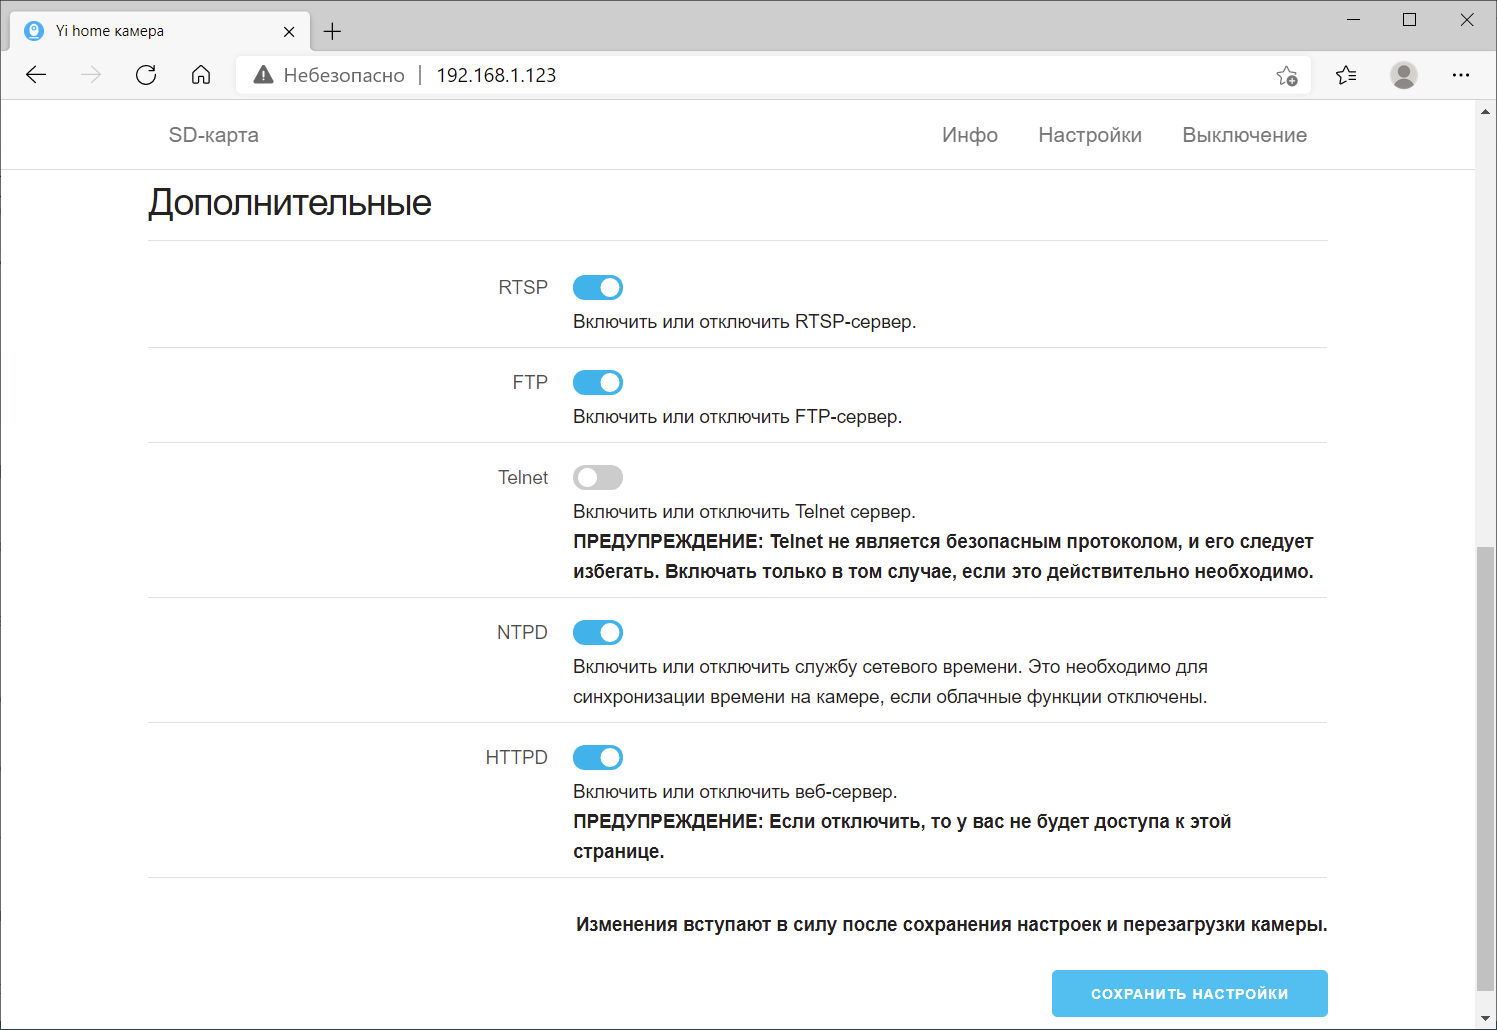 Yi home камера
Небезопасно
192.168.1.123
SD-карта
Инфо
Настройки
Выключение
Дополнительные
RTSP
Включить или отключить RTSP-сервер.
FTP
Включить или отключить FTP-сервер.
Telnet
Включить или отключить Telnet сервер.
ПРЕДУПРЕЖДЕНИЕ: Telnet не является безопасным протоколом, и его следует
избегать. Включать только в том случае, если это действительно необходимо.
NTPD
Включить или отключить службу сетевого времени. Это необходимо для
синхронизации времени на камере, если облачные функции отключены.
HTTPD
Включить или отключить веб-сервер.
ПРЕДУПРЕЖДЕНИЕ: Если отключить, то у вас не будет доступа к этой
странице.
Изменения вступают в силу после сохранения настроек и перезагрузки камеры.
СОХРАНИТЬ НАСТРОЙКИ